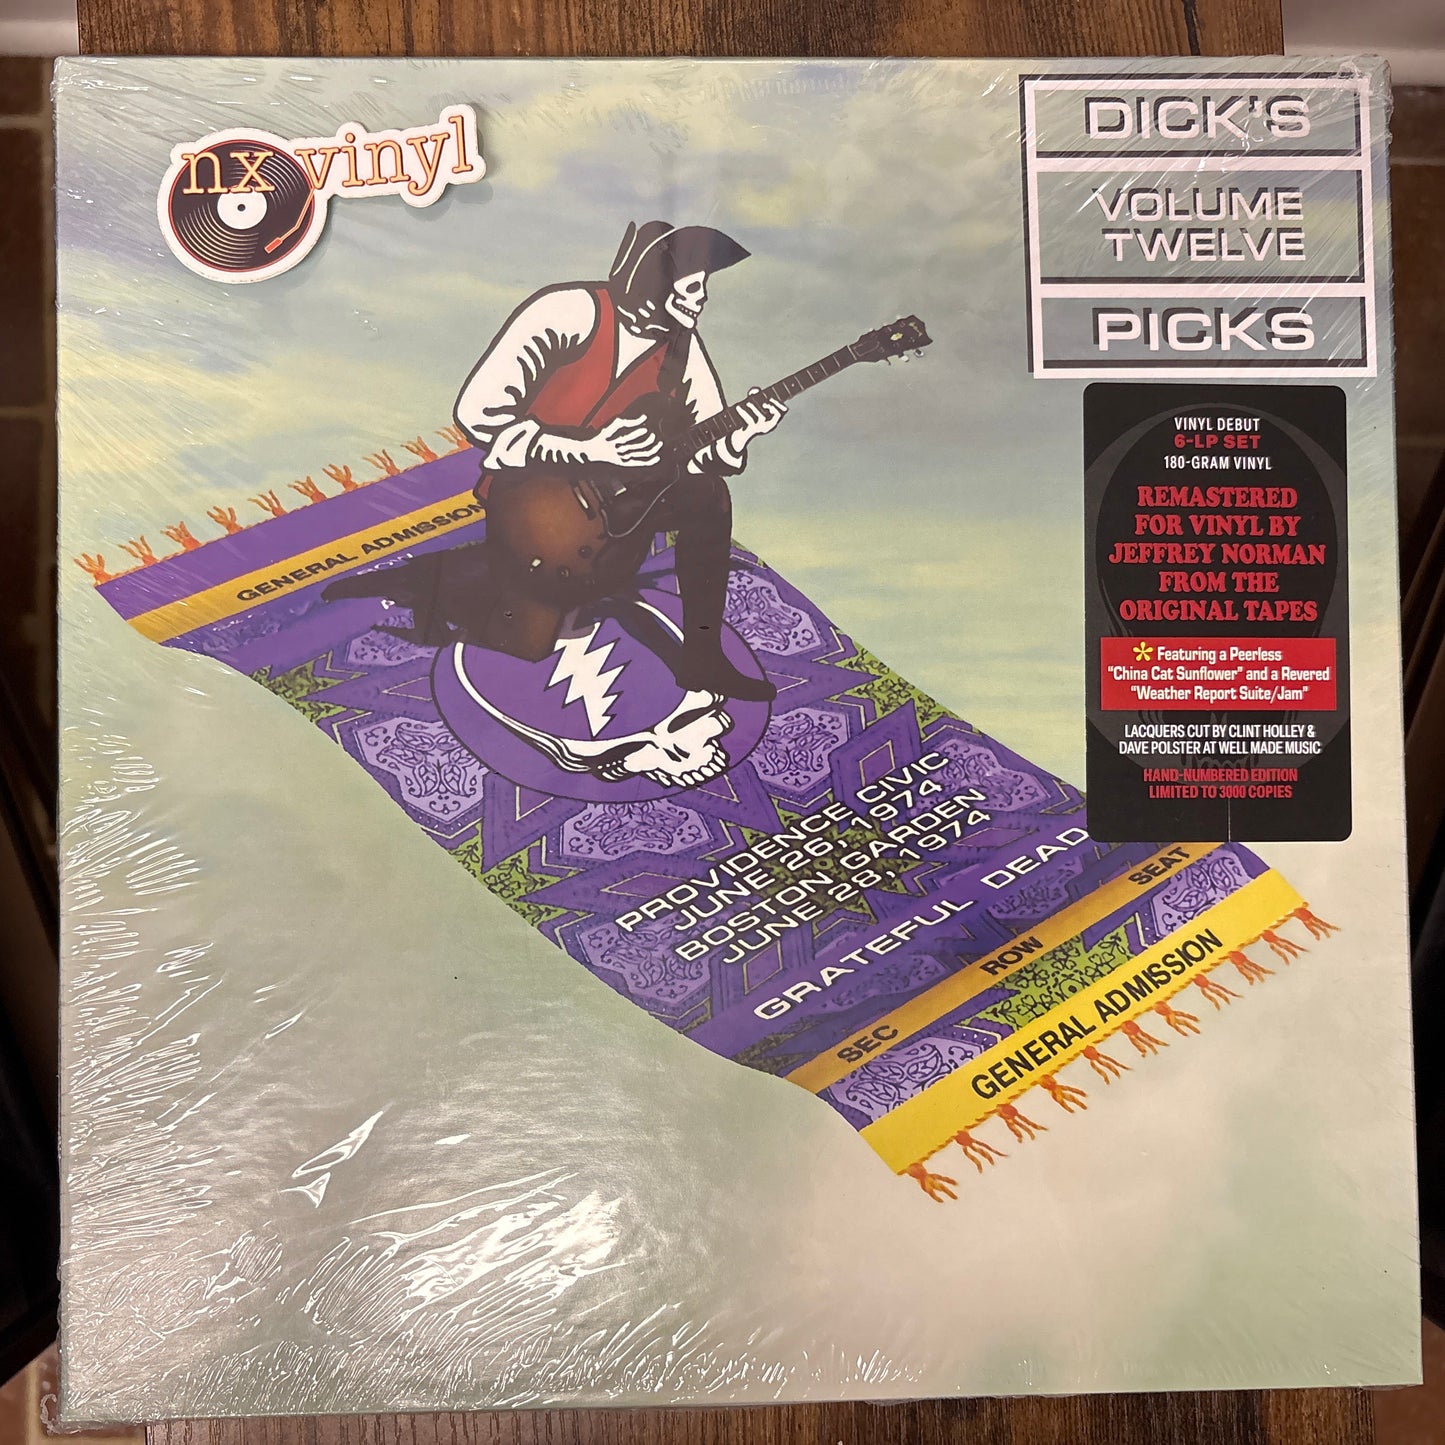 nx vinyl
DICK'S
VOLUME
TWELVE
PICKS
VINYL DEBUT
6-LP SET
180-GRAM VINYL
REMASTERED
FOR VINYL BY
JEFFREY NORMAN
FROM THE
ORIGINAL TAPES
* Featuring a Peerless
“China Cat Sunflower” and a Revered
“Weather Report Suite/Jam”
LACQUERS CUT BY CLINT HOLLEY &
DAVE POLSTER AT WELL MADE MUSIC
HAND-NUMBERED EDITION
LIMITED TO 3000 COPIES
GENERAL ADMISSION
PROVIDENCE CIVIC
JUNE 26, 1974
BOSTON GARDEN
JUNE 28, 1974
GRATEFUL DEAD
SEC ROW SEAT
GENERAL ADMISSION